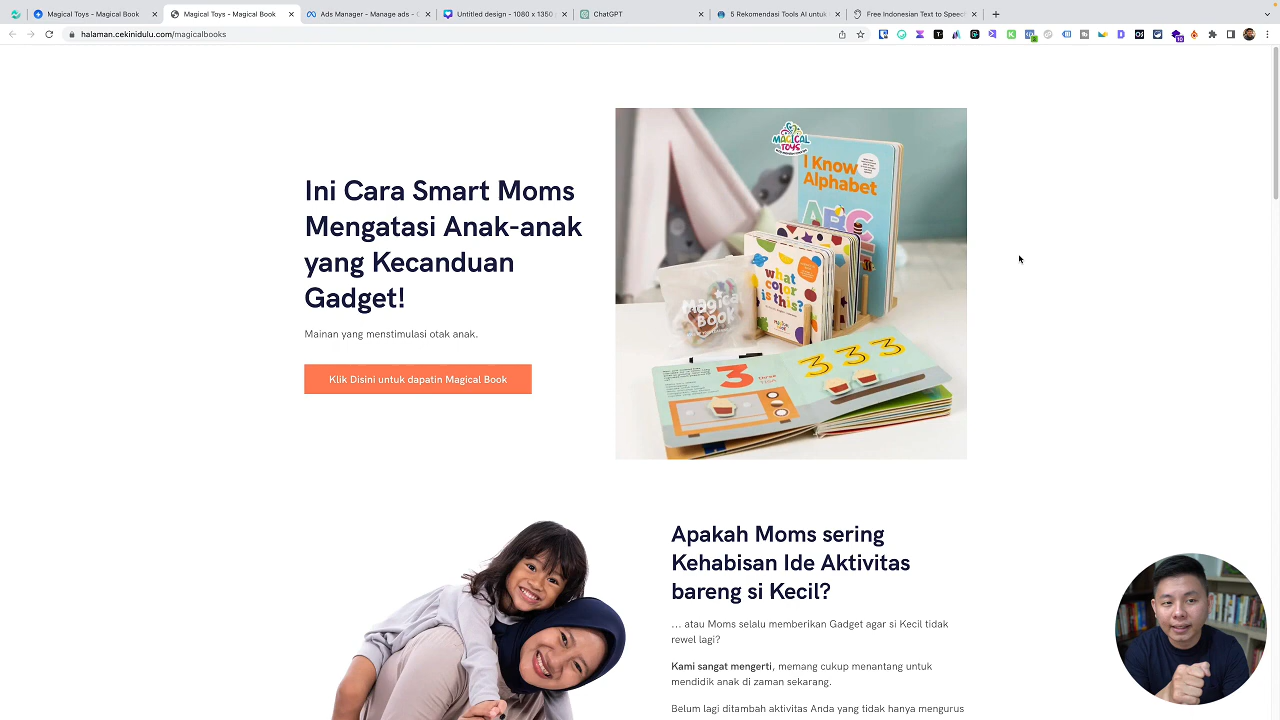 Magical Toys - Magical Book
Magical Toys - Magical Book
Ads Manager - Manage ads - C
Untitled design - 1080 x 1350 p
ChatGPT
5 Rekomendasi Tools AI untuk
Free Indonesian Text to Speech
halaman.cekinidulu.com/magicalbooks
Ini Cara Smart Moms
Mengatasi Anak-anak
yang Kecanduan
Gadget!
Mainan yang menstimulasi otak anak.
Klik Disini untuk dapatin Magical Book
MAGICAL
TOYS
I Know
Alphabet
ABC
what
color
is this?
Magical
Book
3
three
333
Apakah Moms sering
Kehabisan Ide Aktivitas
bareng si Kecil?
... atau Moms selalu memberikan Gadget agar si Kecil tidak
rewel lagi?
Kami sangat mengerti, memang cukup menantang untuk
mendidik anak di zaman sekarang.
Belum lagi ditambah aktivitas Anda yang tidak hanya mengurus